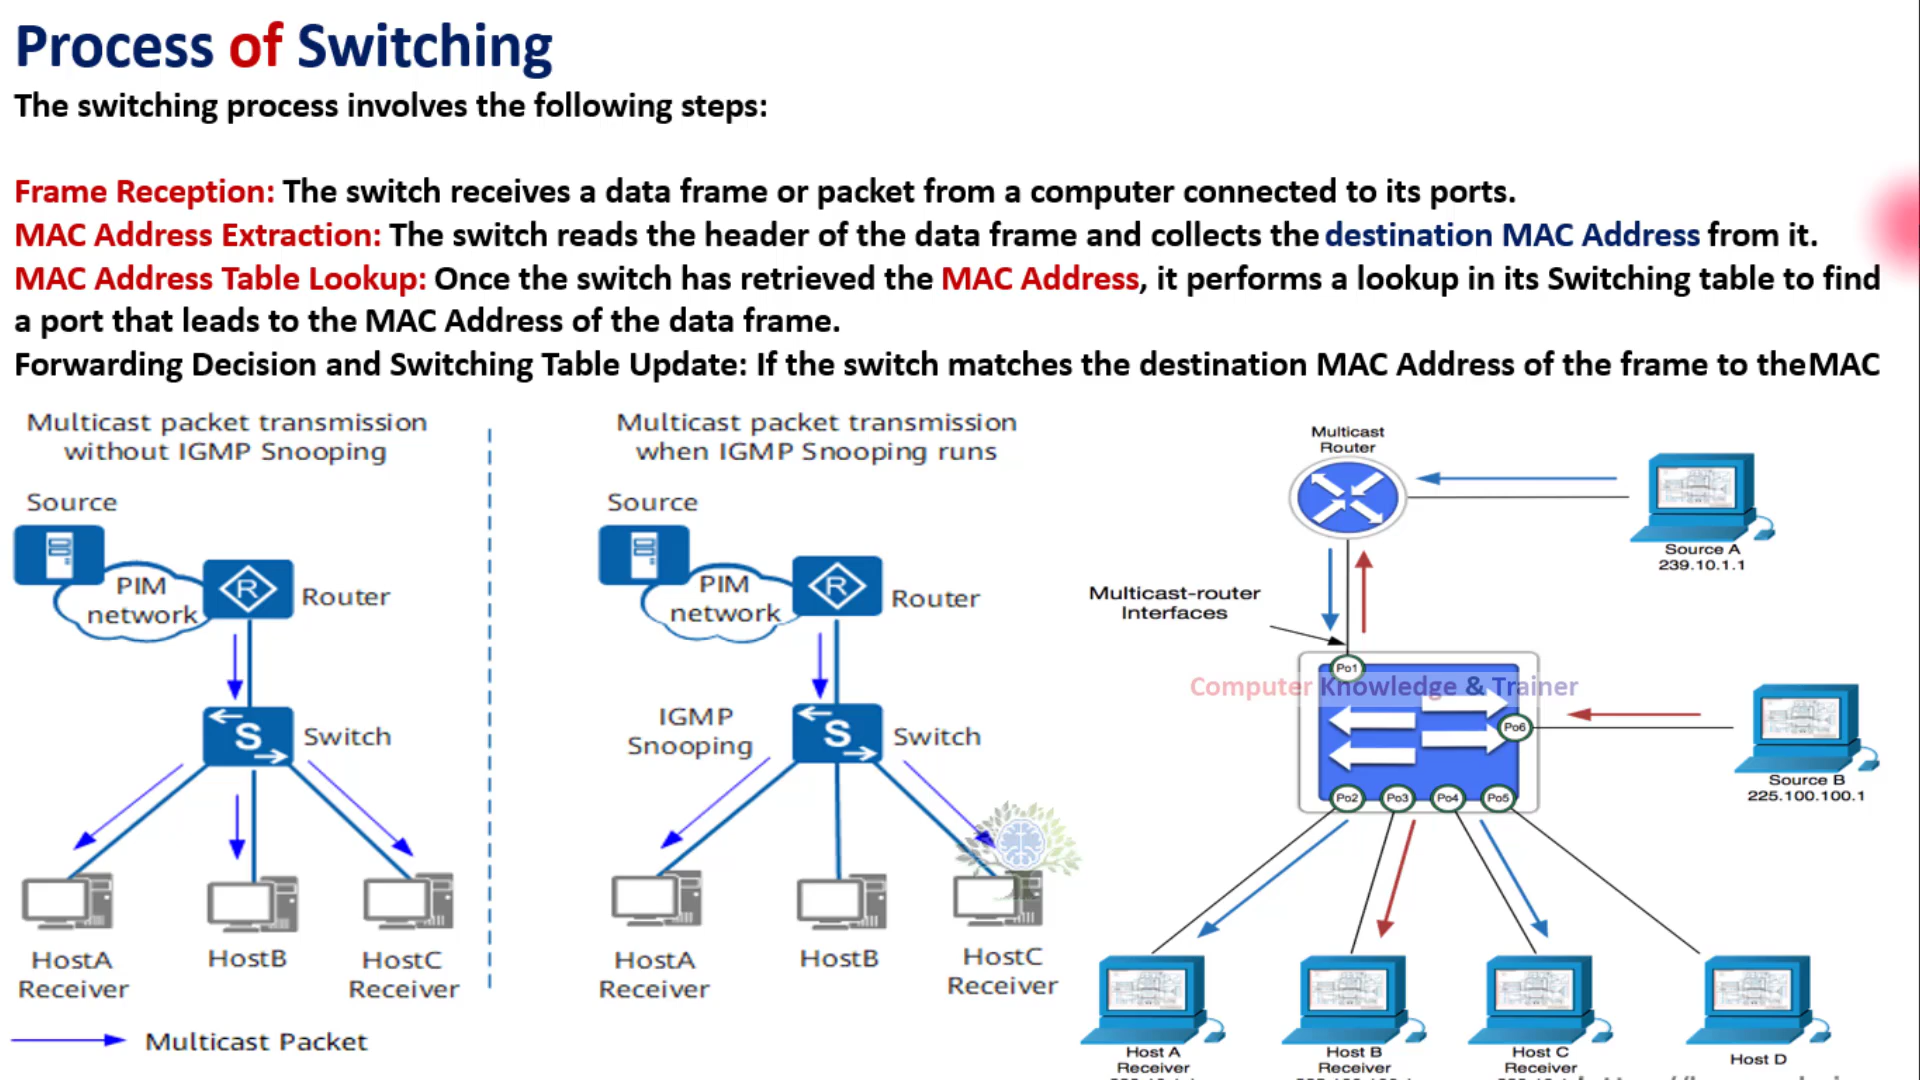 Process of Switching
The switching process involves the following steps:
Frame Reception: The switch receives a data frame or packet from a computer connected to its ports.
MAC Address Extraction: The switch reads the header of the data frame and collects the destination MAC Address from it.
MAC Address Table Lookup: Once the switch has retrieved the MAC Address, it performs a lookup in its Switching table to find
a port that leads to the MAC Address of the data frame.
Forwarding Decision and Switching Table Update: If the switch matches the destination MAC Address of the frame to the MAC
Multicast packet transmission
without IGMP Snooping
Source
PIM
network
R
Router
S
Switch
HostA
Receiver
HostB
HostC
Receiver
Multicast Packet
Multicast packet transmission
when IGMP Snooping runs
Source
PIM
network
R
Router
IGMP
Snooping
S
Switch
HostA
Receiver
HostB
HostC
Receiver
Multicast
Router
Source A
239.10.1.1
Multicast-router
Interfaces
Po1
Computer Knowledge & Trainer
Po6
Source B
225.100.100.1
Po2
Po3
Po4
Po5
Host A
Receiver
Host B
Receiver
Host C
Receiver
Host D